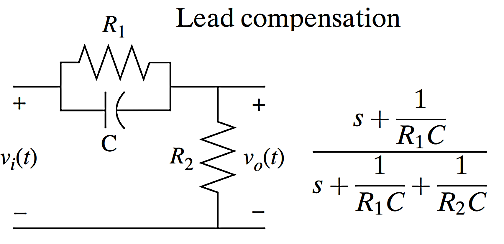 Lead compensation
R₁
+
C
vᵢ(t)
−
R₂
+
vₒ(t)
−
s + 1/(R₁C)
s + 1/(R₁C) + 1/(R₂C)